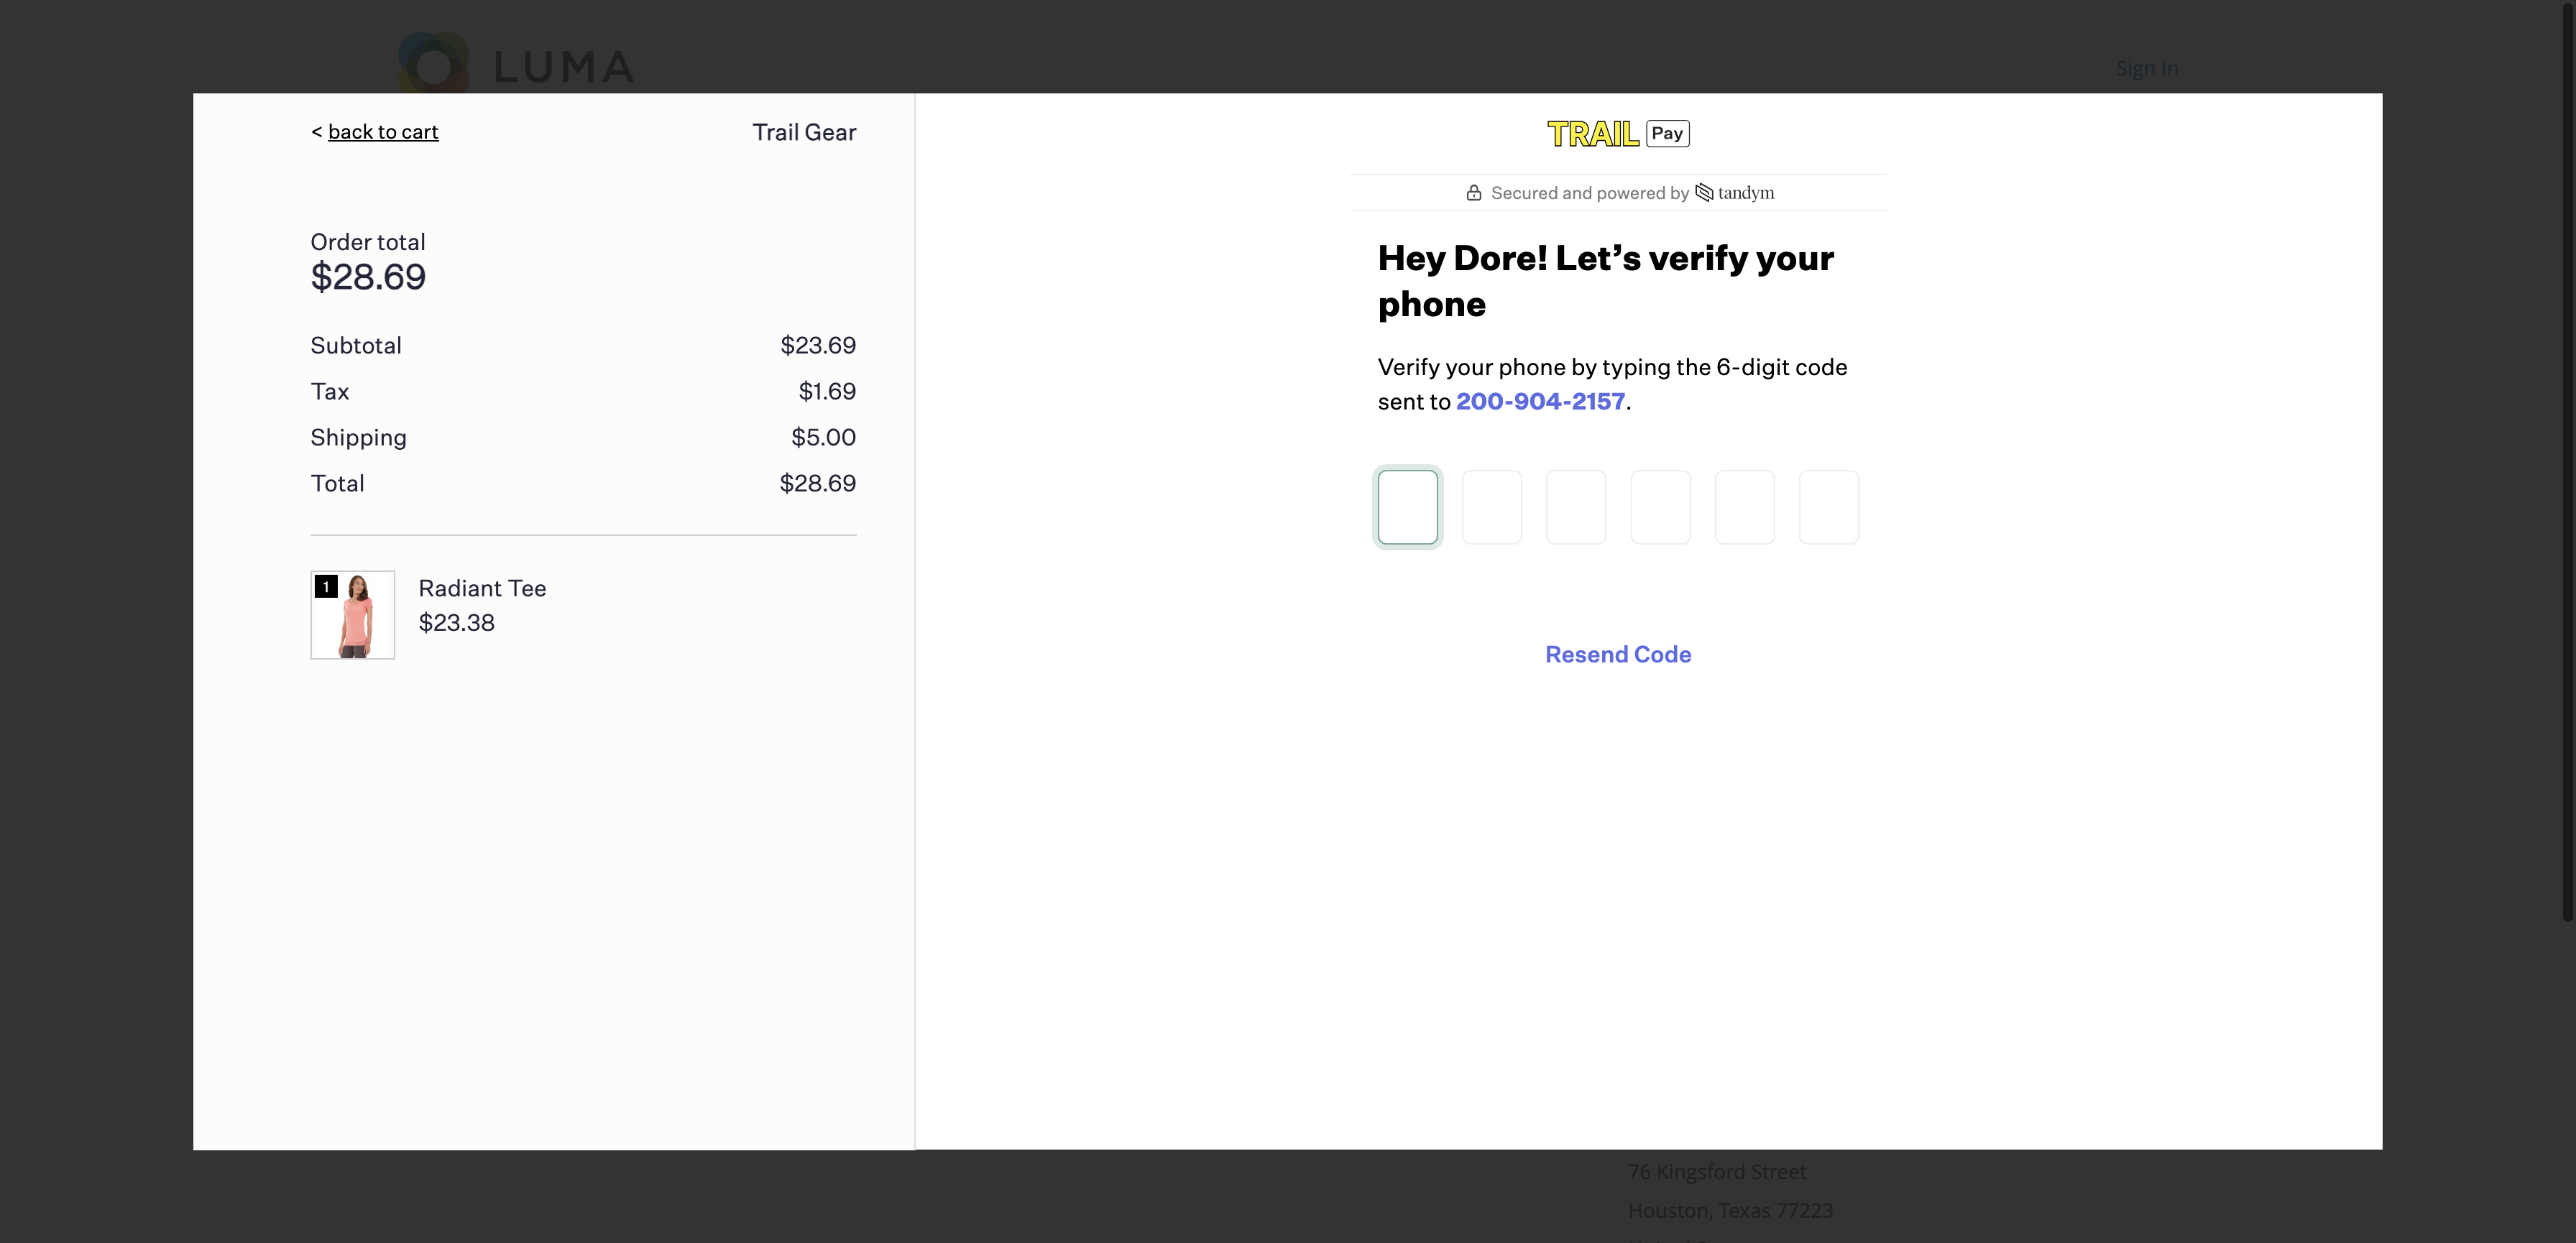 LUMA
Sign In
< back to cart
Trail Gear
Order total
$28.69
Subtotal $23.69
Tax $1.69
Shipping $5.00
Total $28.69
1
Radiant Tee
$23.38
TRAIL Pay
Secured and powered by tandym
Hey Dore! Let’s verify your
phone
Verify your phone by typing the 6-digit code
sent to 200-904-2157.
Resend Code
76 Kingsford Street
Houston, Texas 77223